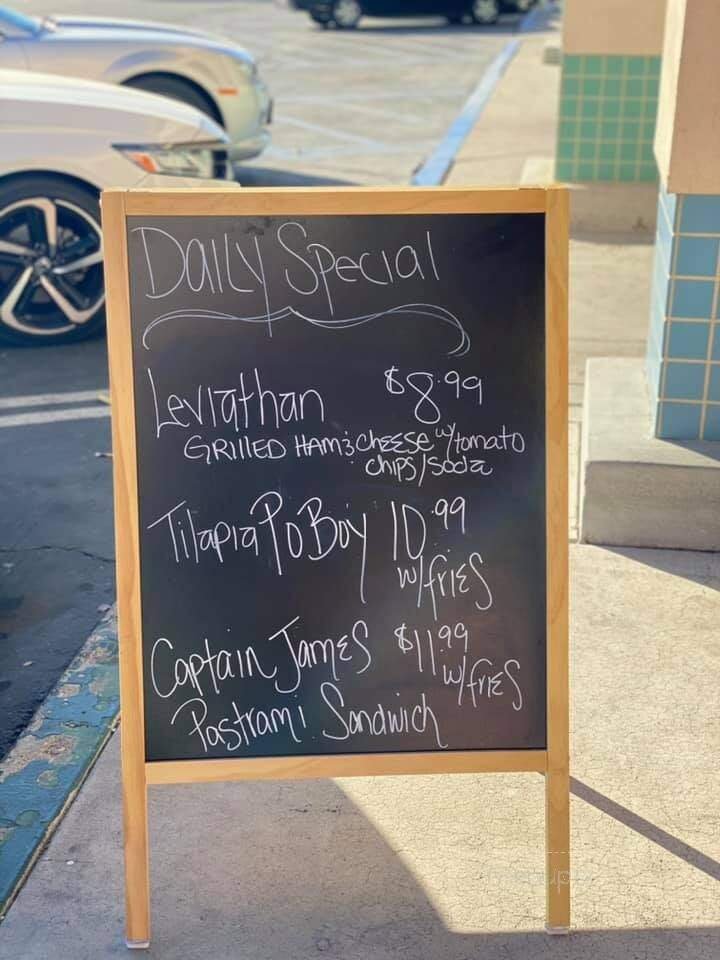 Daily Special
Leviathan $8.99
GRILLED HAM & CHEESE w/tomato
chips/soda
Tilapia Po Boy 10.99
w/fries
Captain James $11.99
w/fries
Pastrami Sandwich